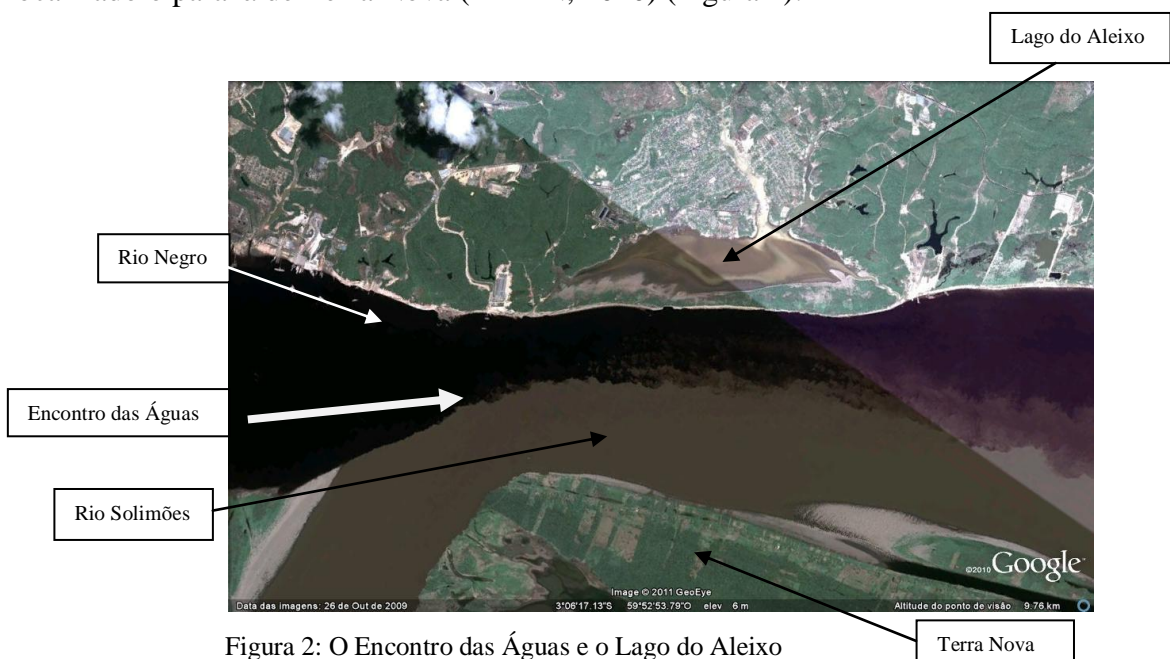 Nova (Figura
Lago do Aleixo
Rio Negro
Encontro das Águas
Rio Solimões
©2010 Google
Image © 2011 GeoEye
Data das imagens: 26 de Out de 2009 3°06'17.13"S 59°52'53.79"O elev 6 m Altitude do ponto de visão 9.76 km
Figura 2: O Encontro das Águas e o Lago do Aleixo
Terra Nova